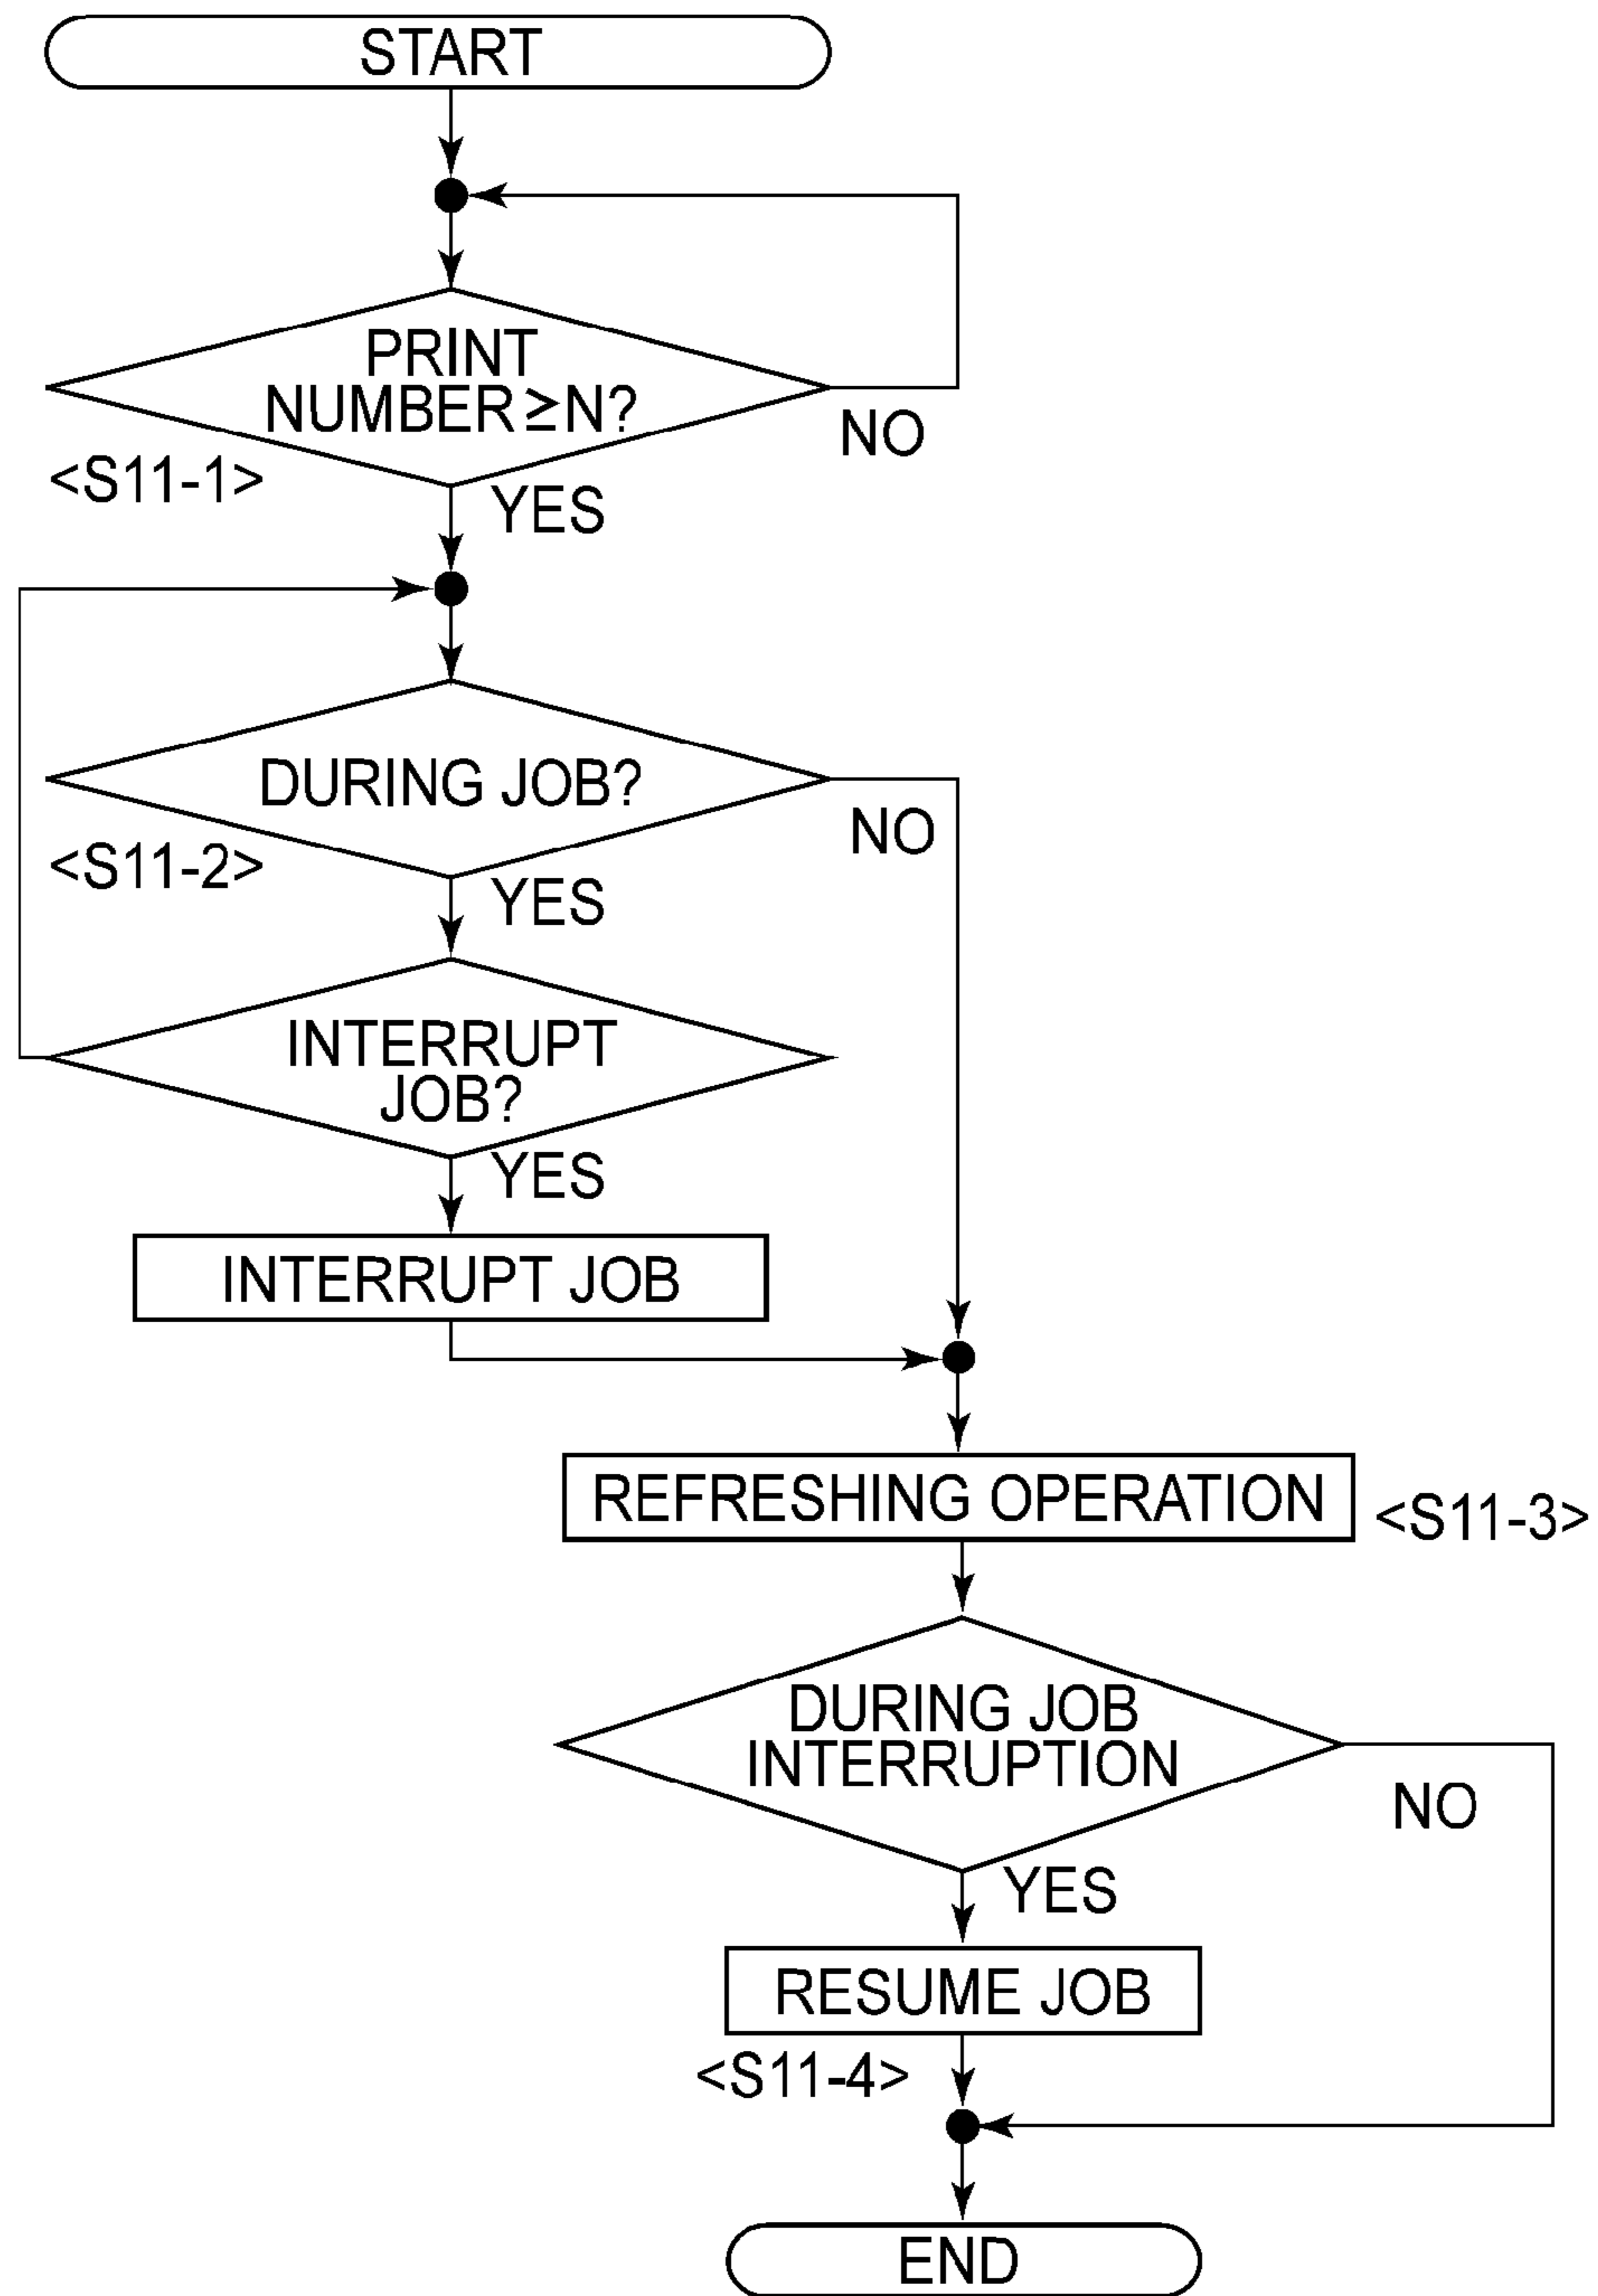 START
PRINT
NUMBER≥N?
NO
<S11-1>
YES
DURING JOB?
NO
<S11-2>
YES
INTERRUPT
JOB?
YES
INTERRUPT JOB
REFRESHING OPERATION
<S11-3>
DURING JOB
INTERRUPTION
NO
YES
RESUME JOB
<S11-4>
END